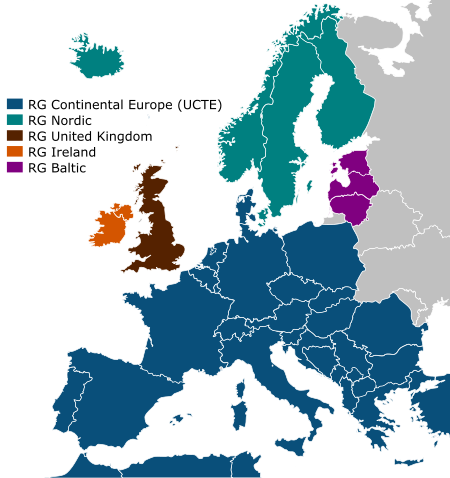 RG Continental Europe (UCTE)
RG Nordic
RG United Kingdom
RG Ireland
RG Baltic